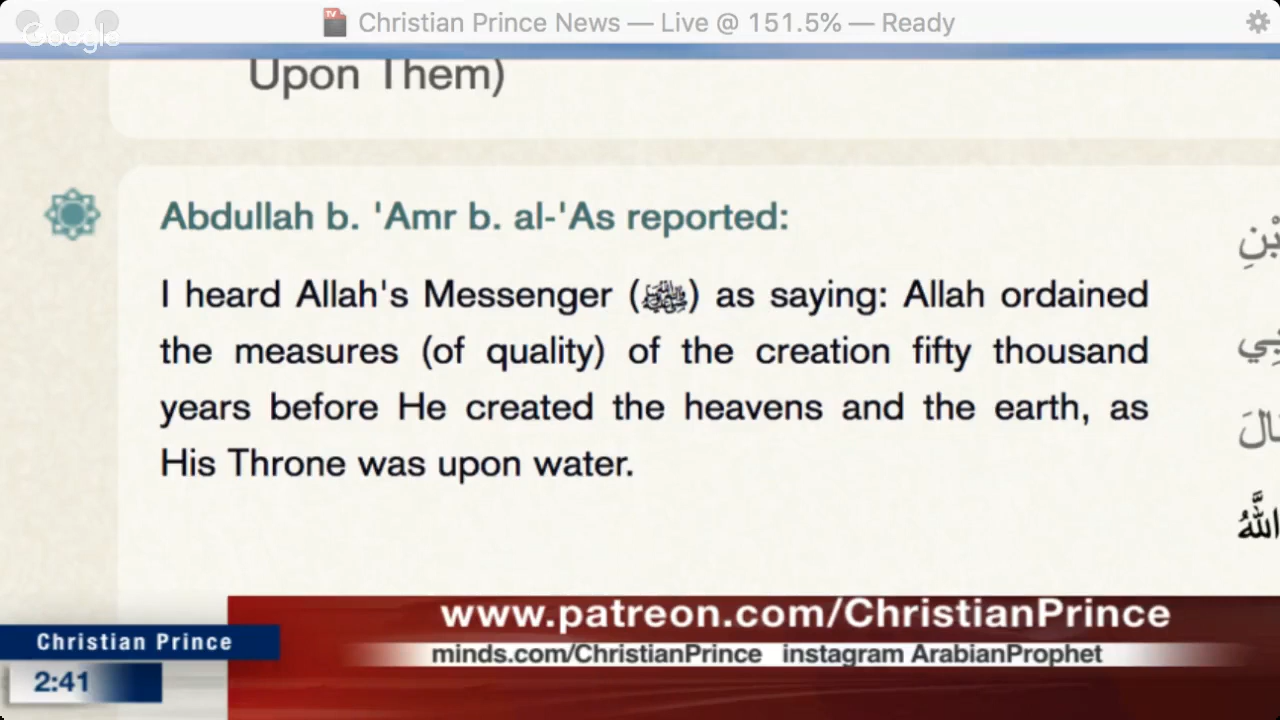 Christian Prince News — Live @ 151.5% — Ready
Google
Upon Them)
Abdullah b. 'Amr b. al-'As reported:
I heard Allah's Messenger (ﷺ) as saying: Allah ordained
the measures (of quality) of the creation fifty thousand
years before He created the heavens and the earth, as
His Throne was upon water.
اللَّهُ
www.patreon.com/ChristianPrince
Christian Prince
minds.com/ChristianPrince instagram ArabianProphet
2:41